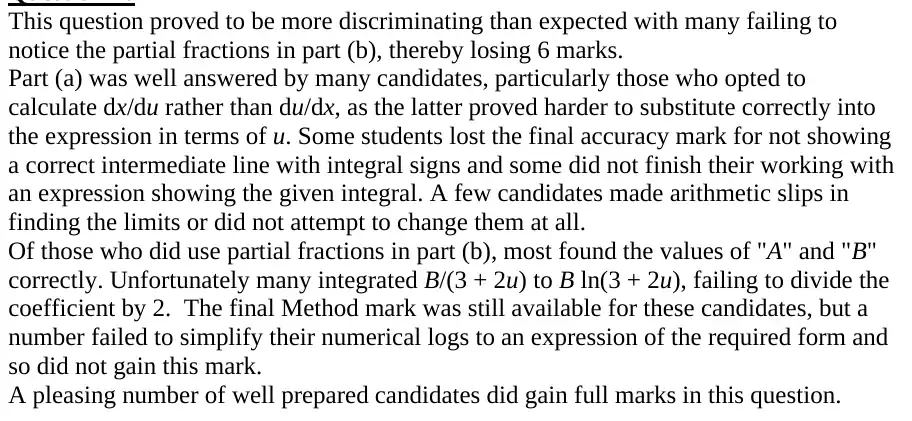 This question proved to be more discriminating than expected with many failing to
notice the partial fractions in part (b), thereby losing 6 marks.
Part (a) was well answered by many candidates, particularly those who opted to
calculate dx/du rather than du/dx, as the latter proved harder to substitute correctly into
the expression in terms of u. Some students lost the final accuracy mark for not showing
a correct intermediate line with integral signs and some did not finish their working with
an expression showing the given integral. A few candidates made arithmetic slips in
finding the limits or did not attempt to change them at all.
Of those who did use partial fractions in part (b), most found the values of "A" and "B"
correctly. Unfortunately many integrated B/(3 + 2u) to B ln(3 + 2u), failing to divide the
coefficient by 2.  The final Method mark was still available for these candidates, but a
number failed to simplify their numerical logs to an expression of the required form and
so did not gain this mark.
A pleasing number of well prepared candidates did gain full marks in this question.